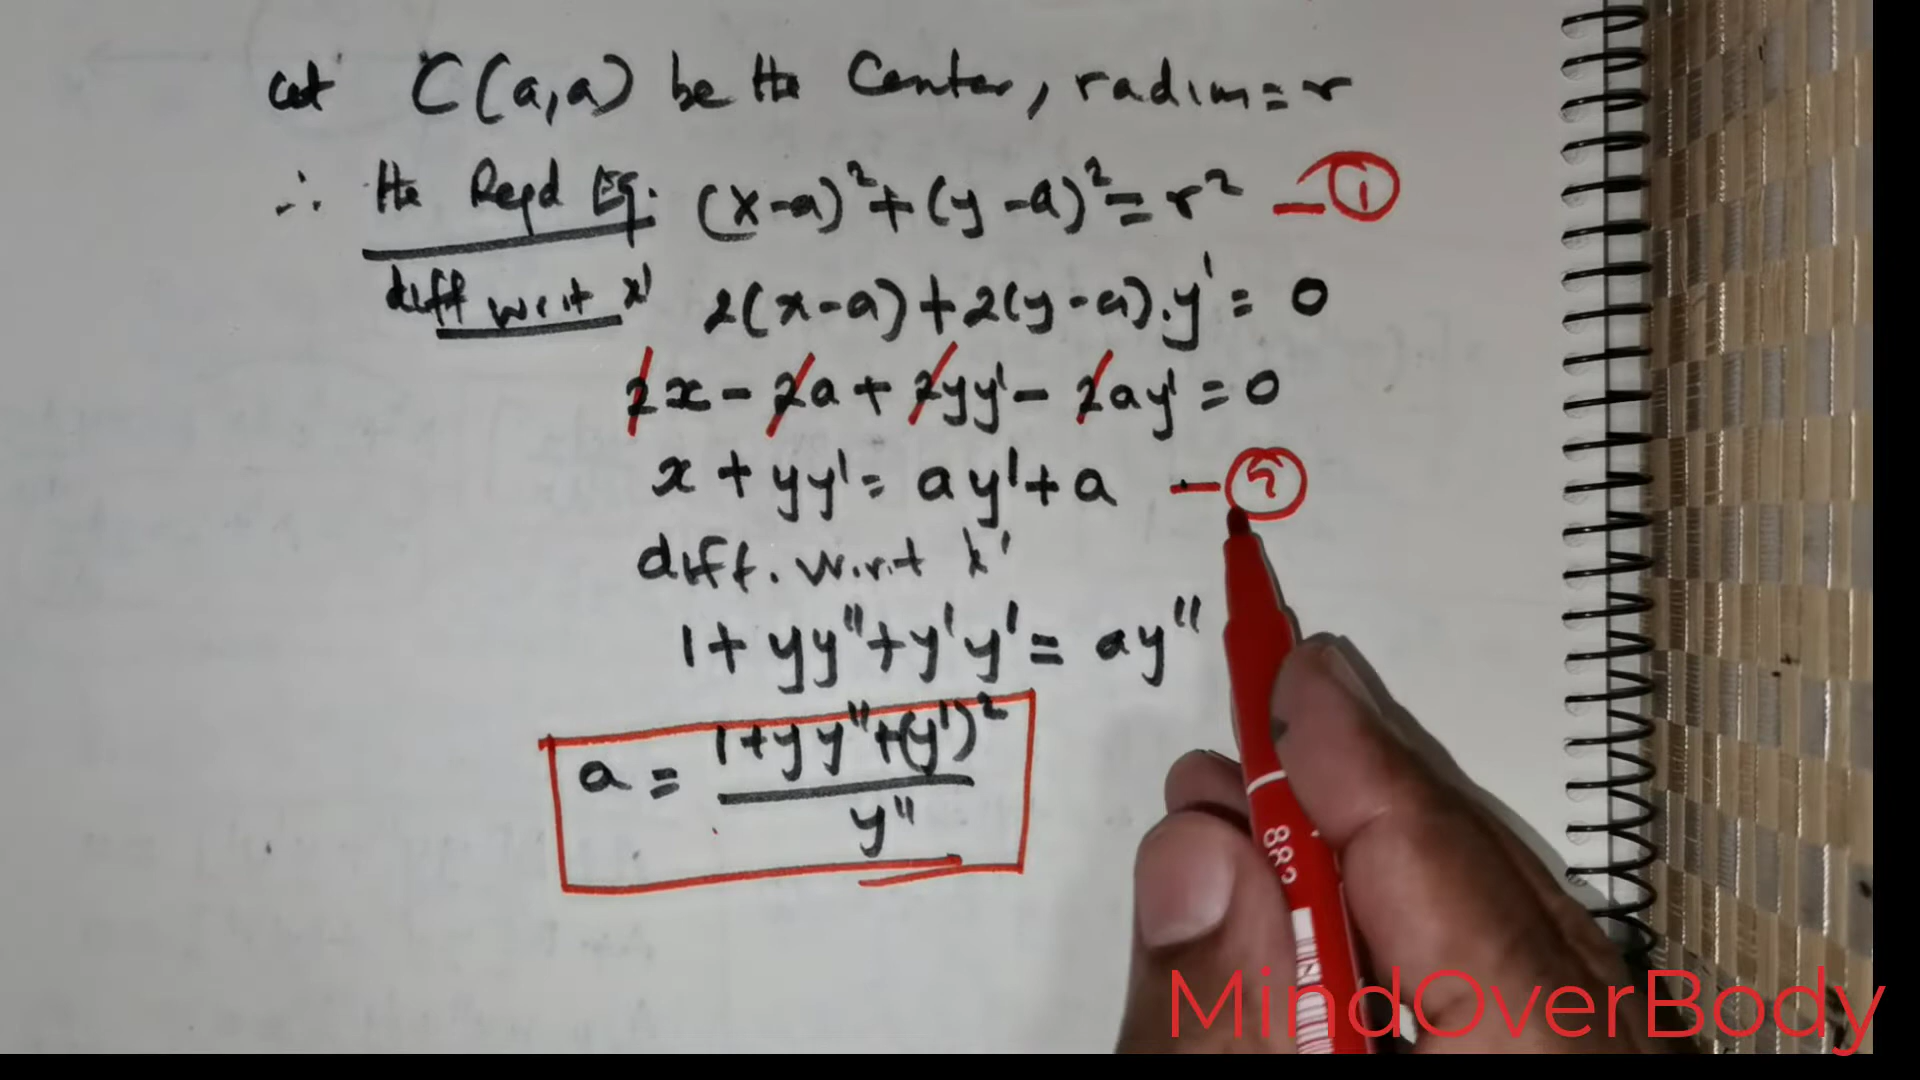 Let C(a,a) be the Center, radius=r
∴ the Reqd Eq. (x-a)²+(y-a)²=r² -①
diff w.r.t x' 2(x-a)+2(y-a).y'=0
2x-2a+2yy'-2ay'=0
x+yy'=ay'+a -
diff. w.r.t x'
1+yy''+y'y'=ay''
a=1+yy''+(y')²
y''
883
MindOverBody